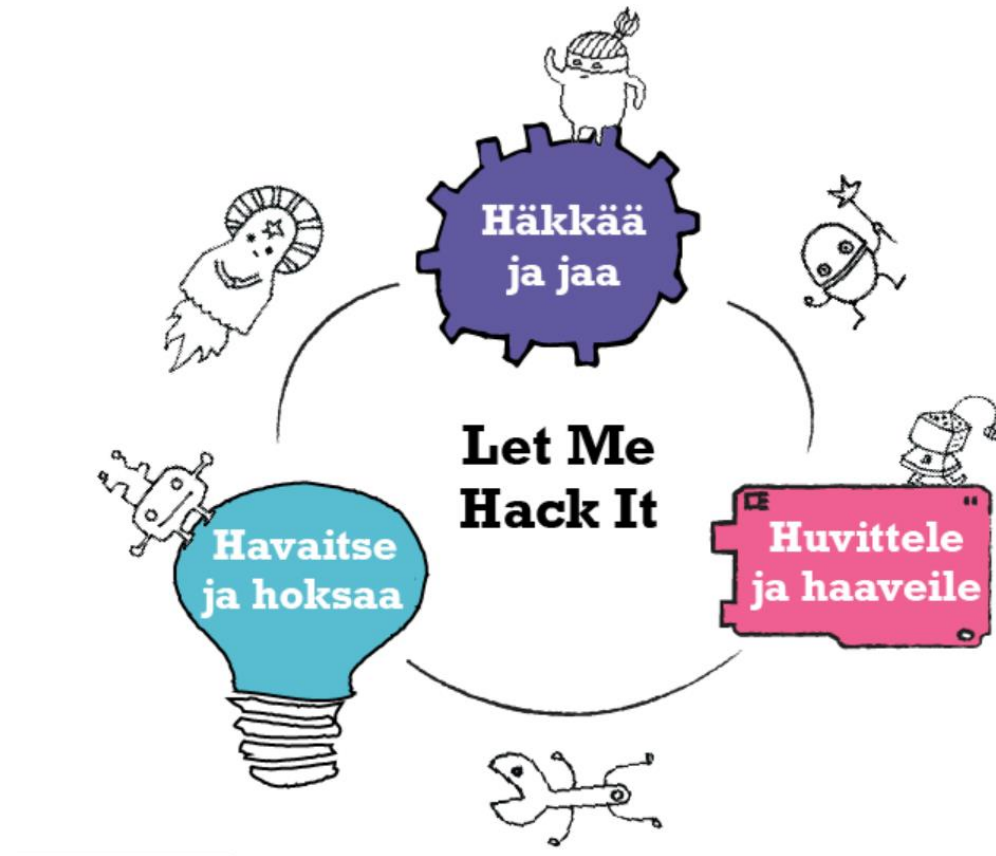 Häkkää
ja jaa
Let Me
Hack It
Havaitse
ja hoksaa
Huvittele
ja haaveile